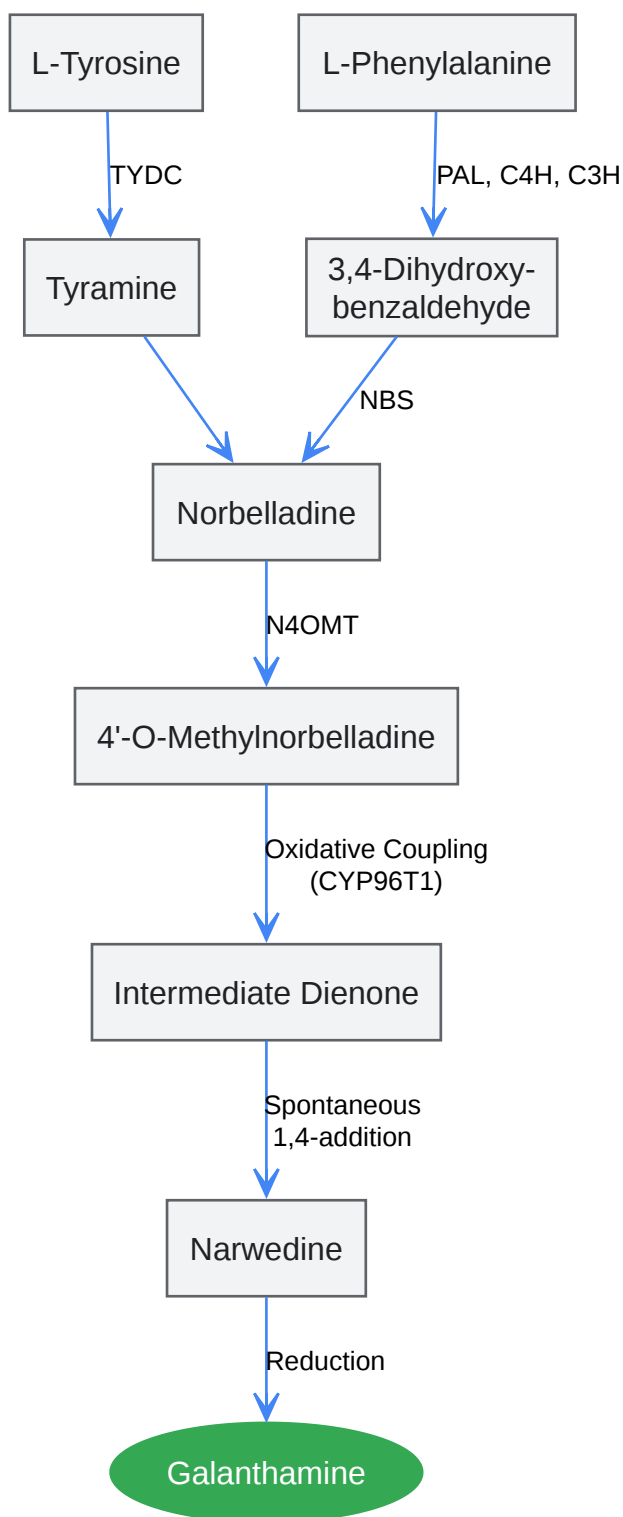 L-Tyrosine
L-Phenylalanine
TYDC
PAL, C4H, C3H
Tyramine
3,4-Dihydroxy-
benzaldehyde
NBS
Norbelladine
N4OMT
4'-O-Methylnorbelladine
Oxidative Coupling
(CYP96T1)
Intermediate Dienone
Spontaneous
1,4-addition
Narwedine
Reduction
Galanthamine